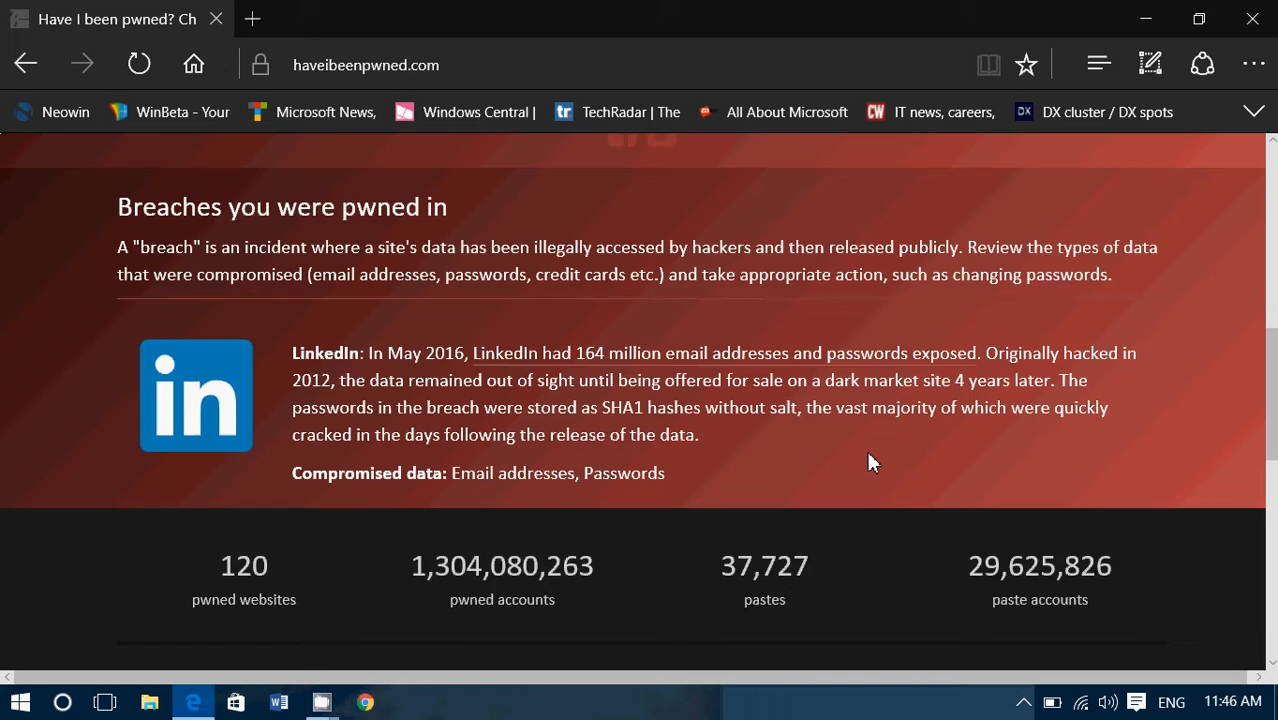 Have I been pwned? Ch
haveibeenpwned.com
Neowin WinBeta - Your Microsoft News, Windows Central | TechRadar | The All About Microsoft IT news, careers, DX cluster / DX spots
Breaches you were pwned in
A "breach" is an incident where a site's data has been illegally accessed by hackers and then released publicly. Review the types of data
that were compromised (email addresses, passwords, credit cards etc.) and take appropriate action, such as changing passwords.
LinkedIn: In May 2016, LinkedIn had 164 million email addresses and passwords exposed. Originally hacked in
2012, the data remained out of sight until being offered for sale on a dark market site 4 years later. The
passwords in the breach were stored as SHA1 hashes without salt, the vast majority of which were quickly
cracked in the days following the release of the data.
in
Compromised data: Email addresses, Passwords
120 1,304,080,263 37,727 29,625,826
pwned websites pwned accounts pastes paste accounts
ENG 11:46 AM